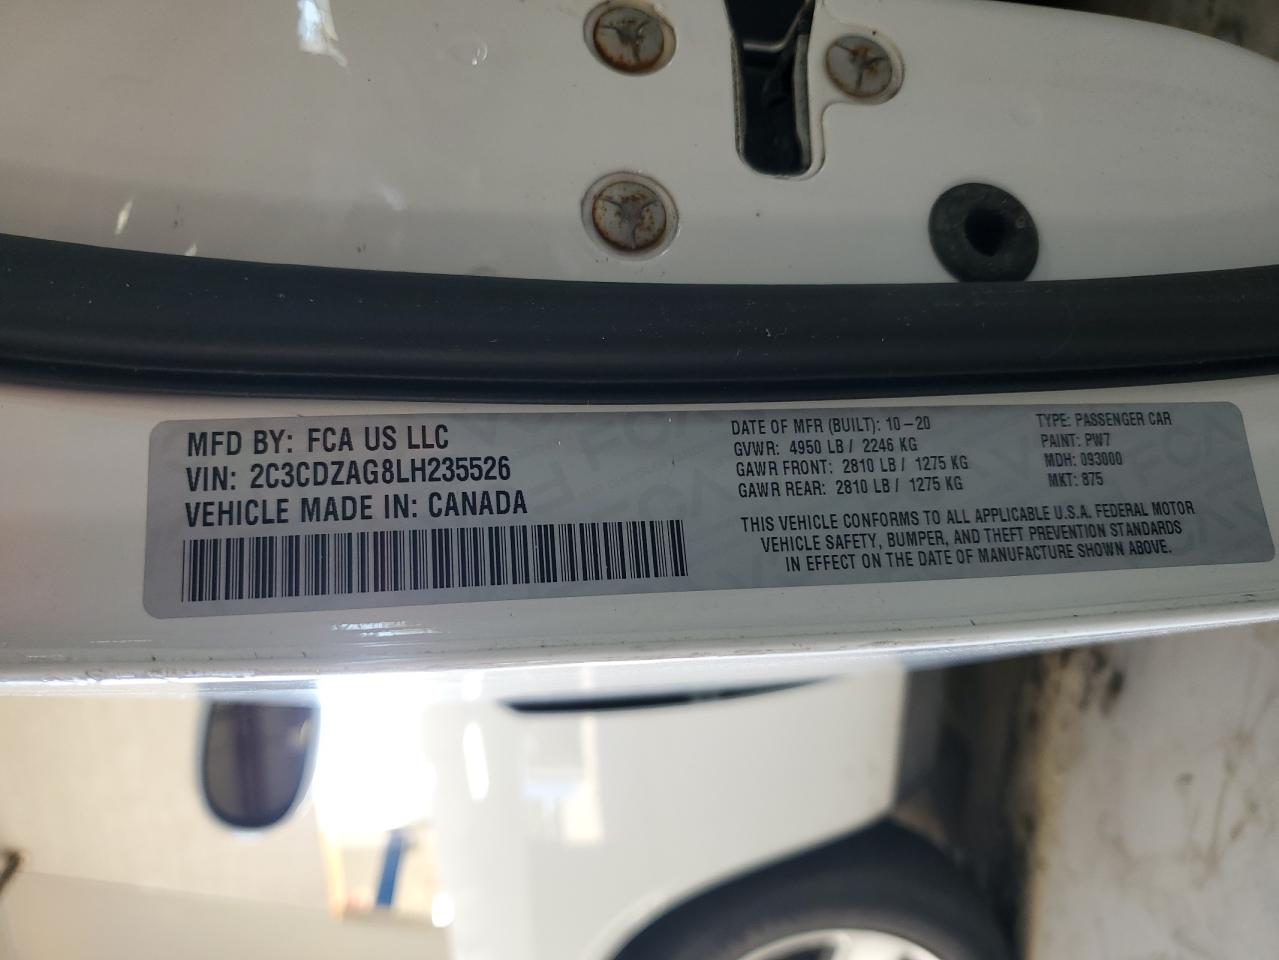 MFD BY: FCA US LLC
VIN: 2C3CDZAG8LH235526
VEHICLE MADE IN: CANADA
DATE OF MFR (BUILT): 10-20
GVWR: 4950 LB / 2246 KG
GAWR FRONT: 2810 LB / 1275 KG
GAWR REAR: 2810 LB / 1275 KG
TYPE: PASSENGER CAR
PAINT: PW7
MDH: 093000
MKT: 875
THIS VEHICLE CONFORMS TO ALL APPLICABLE U.S.A. FEDERAL MOTOR
VEHICLE SAFETY, BUMPER, AND THEFT PREVENTION STANDARDS
IN EFFECT ON THE DATE OF MANUFACTURE SHOWN ABOVE.